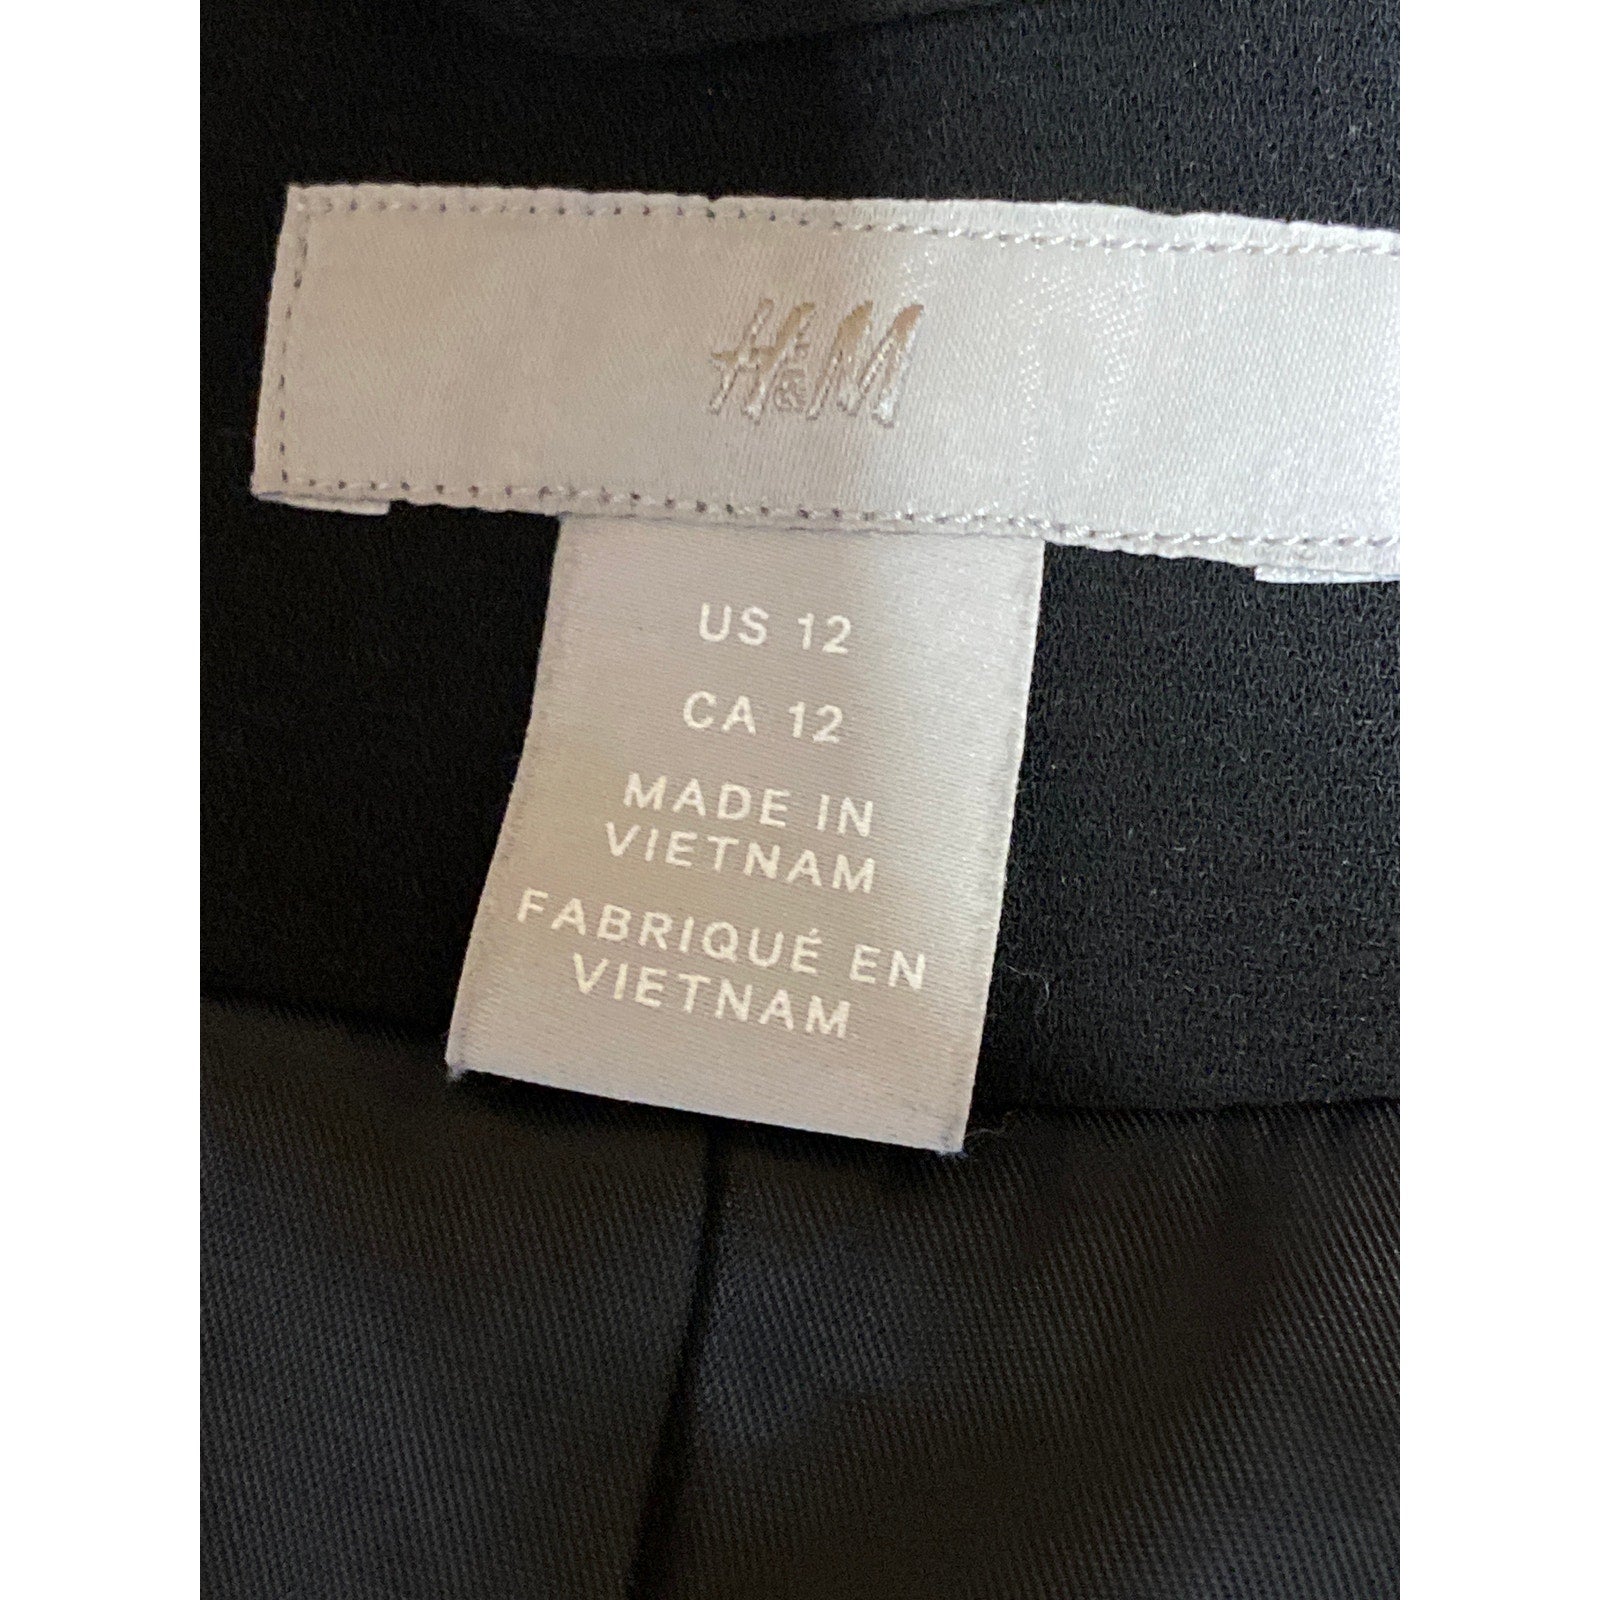 H&M
US 12
CA 12
MADE IN
VIETNAM
FABRIQUÉ EN
VIETNAM